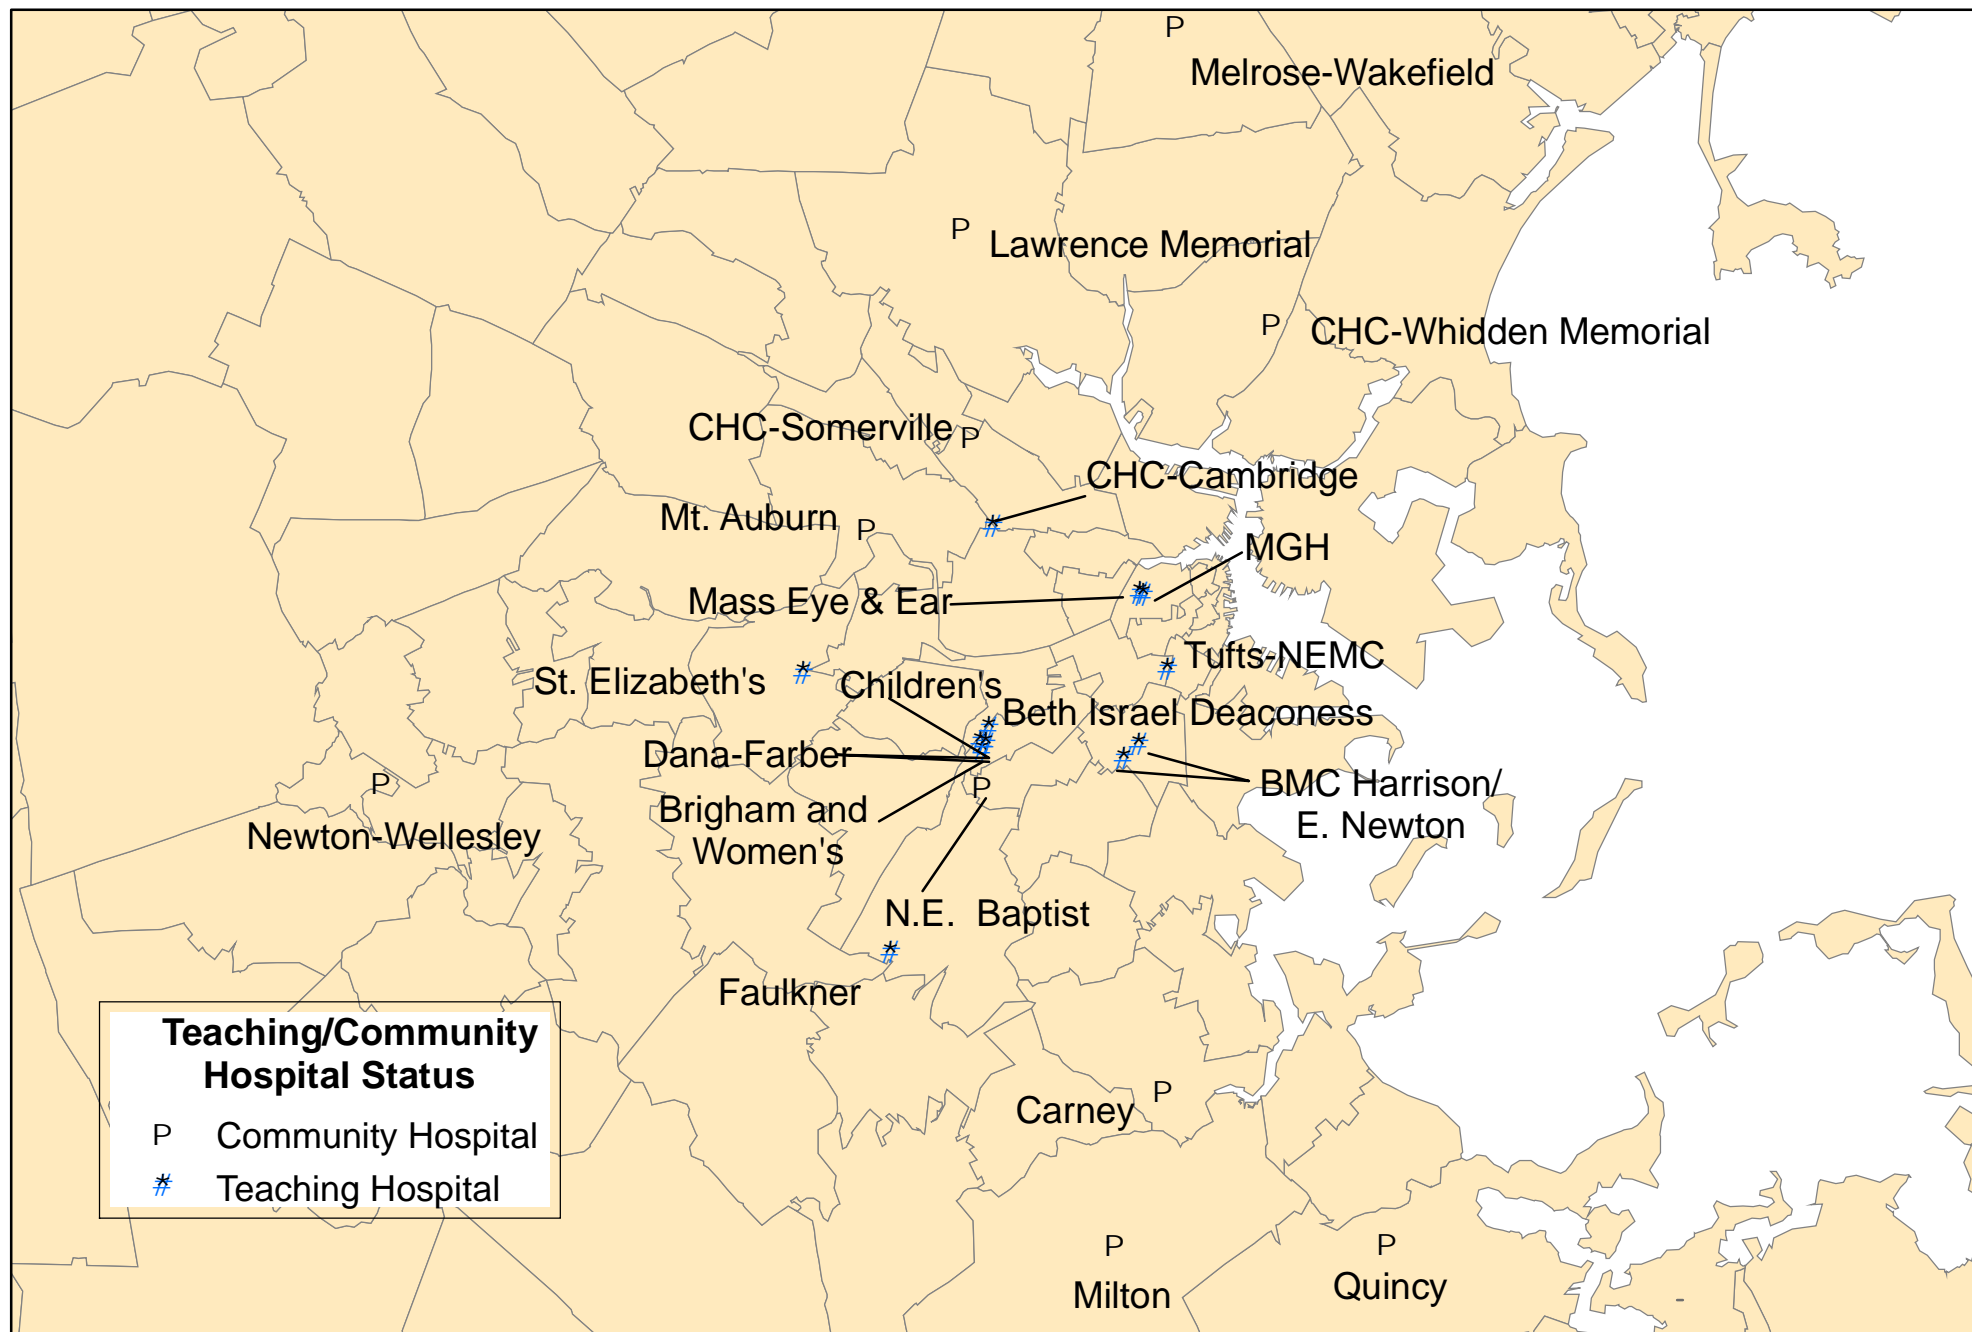 P
Melrose-Wakefield
P
Lawrence Memorial
P
CHC-Whidden Memorial
CHC-Somerville
P
CHC-Cambridge
*#
Mt. Auburn
P
MGH
Mass Eye & Ear
*# *#
Tufts-NEMC
*#
St. Elizabeth's
*#
Children's
Beth Israel Deaconess
*#
Dana-Farber
*# *#
*# *#
BMC Harrison/
E. Newton
P
Newton-Wellesley
P
Brigham and
Women's
N.E. Baptist
*#
Faulkner
Teaching/Community
Hospital Status
P Community Hospital
*# Teaching Hospital
Carney
P
P
Milton
P
Quincy
-